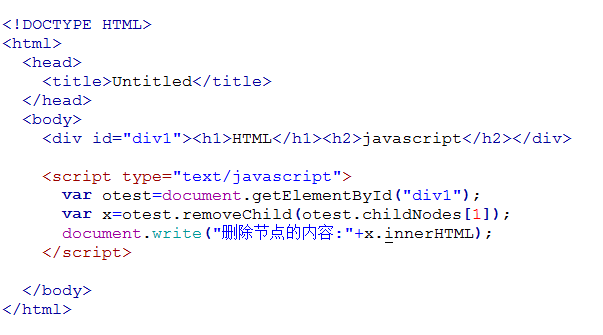 <!DOCTYPE HTML>
<html>
<head>
<title>Untitled</title>
</head>
<body>
<div id="div1"><h1>HTML</h1><h2>javascript</h2></div>
<script type="text/javascript">
var otest=document.getElementById("div1");
var x=otest.removeChild(otest.childNodes[1]);
document.write("删除节点的内容:"+x.innerHTML);
</script>
</body>
</html>